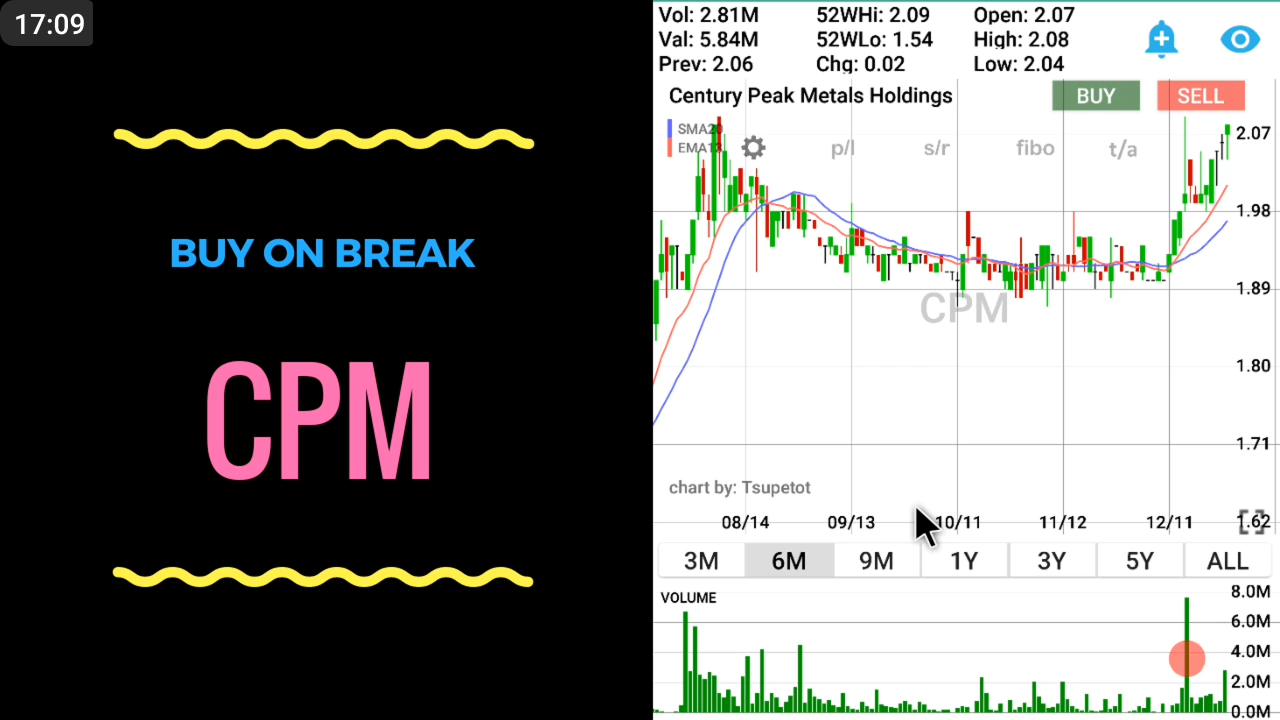 17:09
BUY ON BREAK
CPM
Vol: 2.81M 52WHi: 2.09 Open: 2.07
Val: 5.84M 52WLo: 1.54 High: 2.08
Prev: 2.06 Chg: 0.02 Low: 2.04
Century Peak Metals Holdings BUY SELL
SMA20
EMA13
p/l s/r fibo t/a
2.07
1.98
1.89
CPM
1.80
1.71
chart by: Tsupetot
08/14 09/13 10/11 11/12 12/11 1.62
3M 6M 9M 1Y 3Y 5Y ALL
VOLUME
8.0M
6.0M
4.0M
2.0M
0.0M